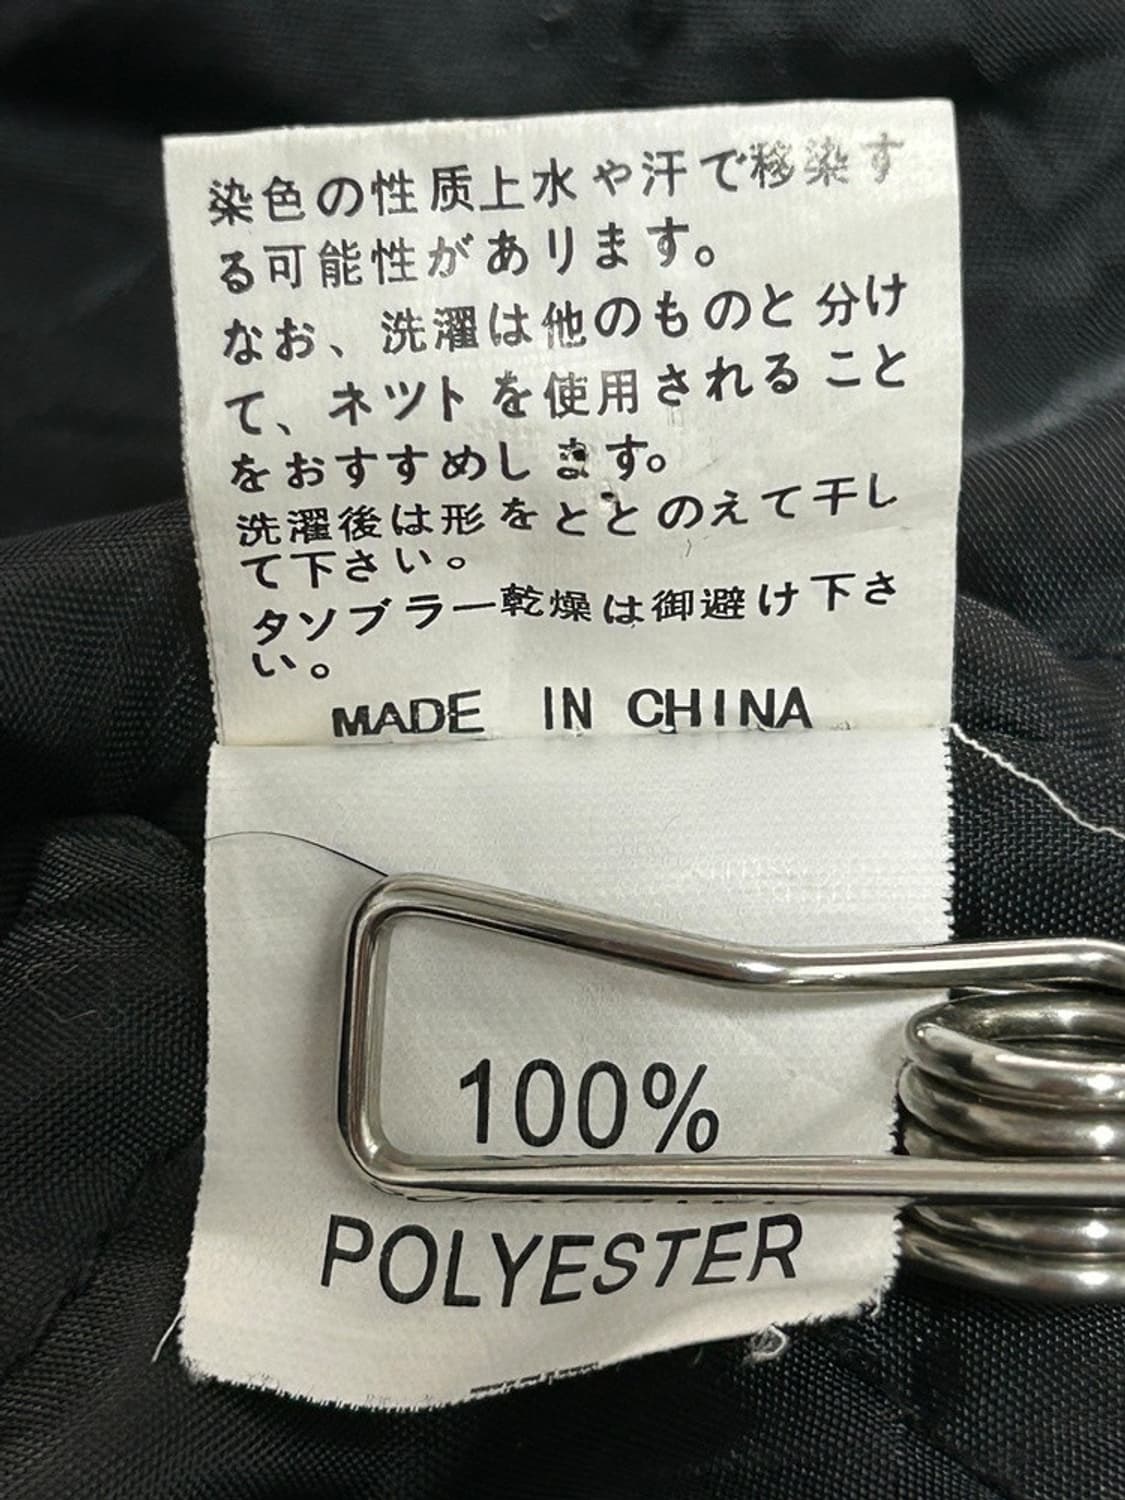 染色の性质上水や汗で移染す
る可能性があります。
なお、洗濯は他のものと分け
て、ネツトを使用されること
をおすすめします。
洗濯後は形をととのえて干し
て下さい。
タソブラー乾燥は御避け下さ
い。
MADE IN CHINA
100%
POLYESTER